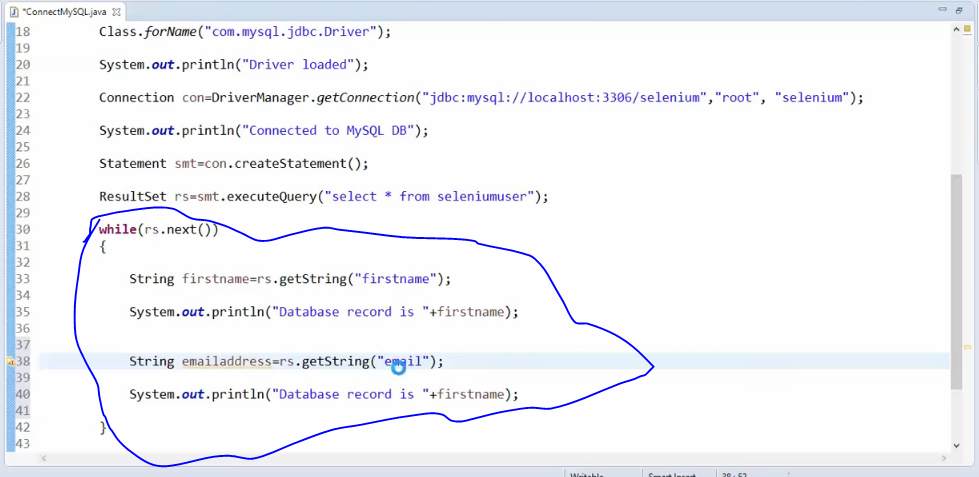 *ConnectMySQL.java
18 Class.forName("com.mysql.jdbc.Driver");
19
20 System.out.println("Driver loaded");
21
22 Connection con=DriverManager.getConnection("jdbc:mysql://localhost:3306/selenium","root", "selenium");
23
24 System.out.println("Connected to MySQL DB");
25
26 Statement smt=con.createStatement();
27
28 ResultSet rs=smt.executeQuery("select * from seleniumuser");
29
30 while(rs.next())
31 {
32
33 String firstname=rs.getString("firstname");
34
35 System.out.println("Database record is "+firstname);
36
37
38 String emailaddress=rs.getString("email");
39
40 System.out.println("Database record is "+firstname);
41
42 }
43
Writable Smart Insert 38 : 52